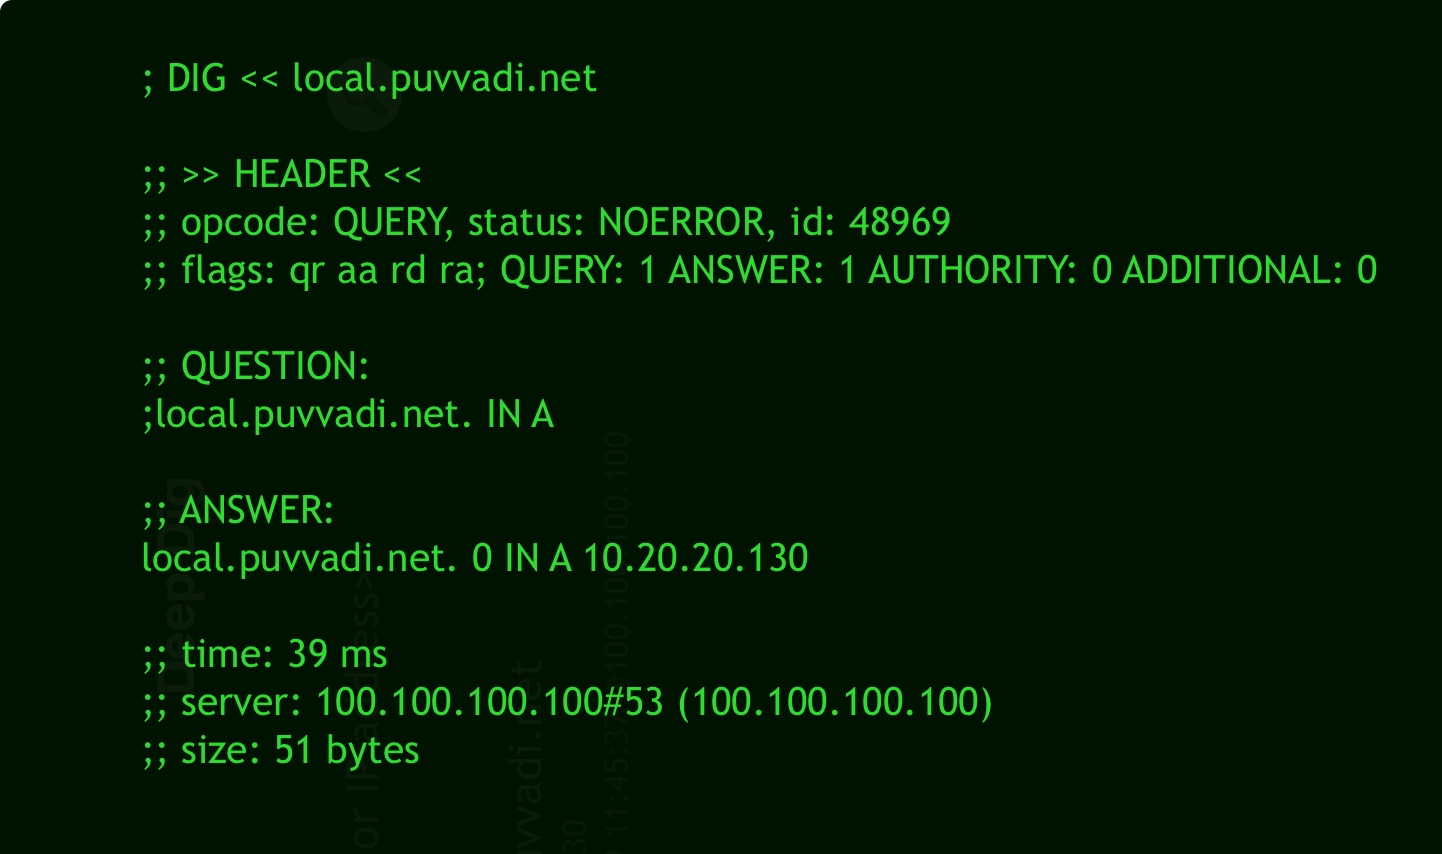 ; DIG << local.puvvadi.net
;; >> HEADER <<
;; opcode: QUERY, status: NOERROR, id: 48969
;; flags: qr aa rd ra; QUERY: 1 ANSWER: 1 AUTHORITY: 0 ADDITIONAL: 0
;; QUESTION:
;local.puvvadi.net. IN A
;; ANSWER:
local.puvvadi.net. 0 IN A 10.20.20.130
;; time: 39 ms
;; server: 100.100.100.100#53 (100.100.100.100)
;; size: 51 bytes
DeepDig